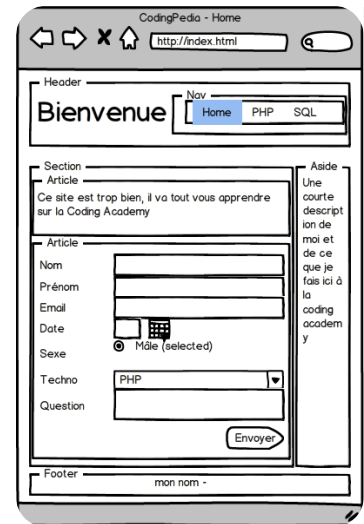 CodingPedia - Home
http://index.html
Header
Bienvenue
Nav
Home PHP SQL
Section
Article
Ce site est trop bien, il va tout vous apprendre
sur la Coding Academy
Article
Nom
Prénom
Email
Date
Sexe
Mâle (selected)
Techno
PHP
Question
Envoyer
Aside
Une
courte
descript
ion de
moi et
de ce
que je
fais ici à
la
coding
academ
y
Footer
mon nom -